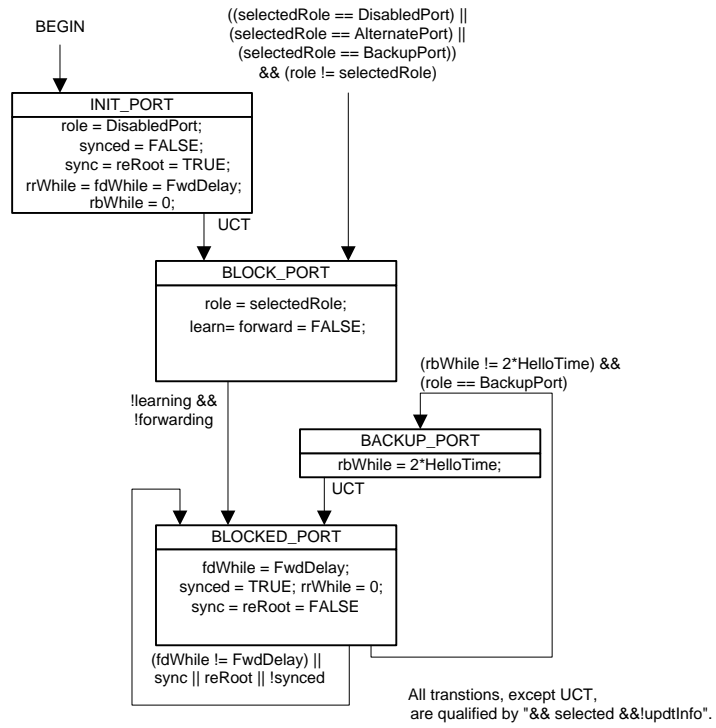 BEGIN
((selectedRole == DisabledPort) ||
(selectedRole == AlternatePort) ||
(selectedRole == BackupPort))
&& (role != selectedRole)
INIT_PORT
role = DisabledPort;
synced = FALSE;
sync = reRoot = TRUE;
rrWhile = fdWhile = FwdDelay;
rbWhile = 0;
UCT
BLOCK_PORT
role = selectedRole;
learn= forward = FALSE;
(rbWhile != 2*HelloTime) &&
(role == BackupPort)
!learning &&
!forwarding
BACKUP_PORT
rbWhile = 2*HelloTime;
UCT
BLOCKED_PORT
fdWhile = FwdDelay;
synced = TRUE; rrWhile = 0;
sync = reRoot = FALSE
(fdWhile != FwdDelay) ||
sync || reRoot || !synced
All transtions, except UCT,
are qualified by "&& selected &&!updtInfo".